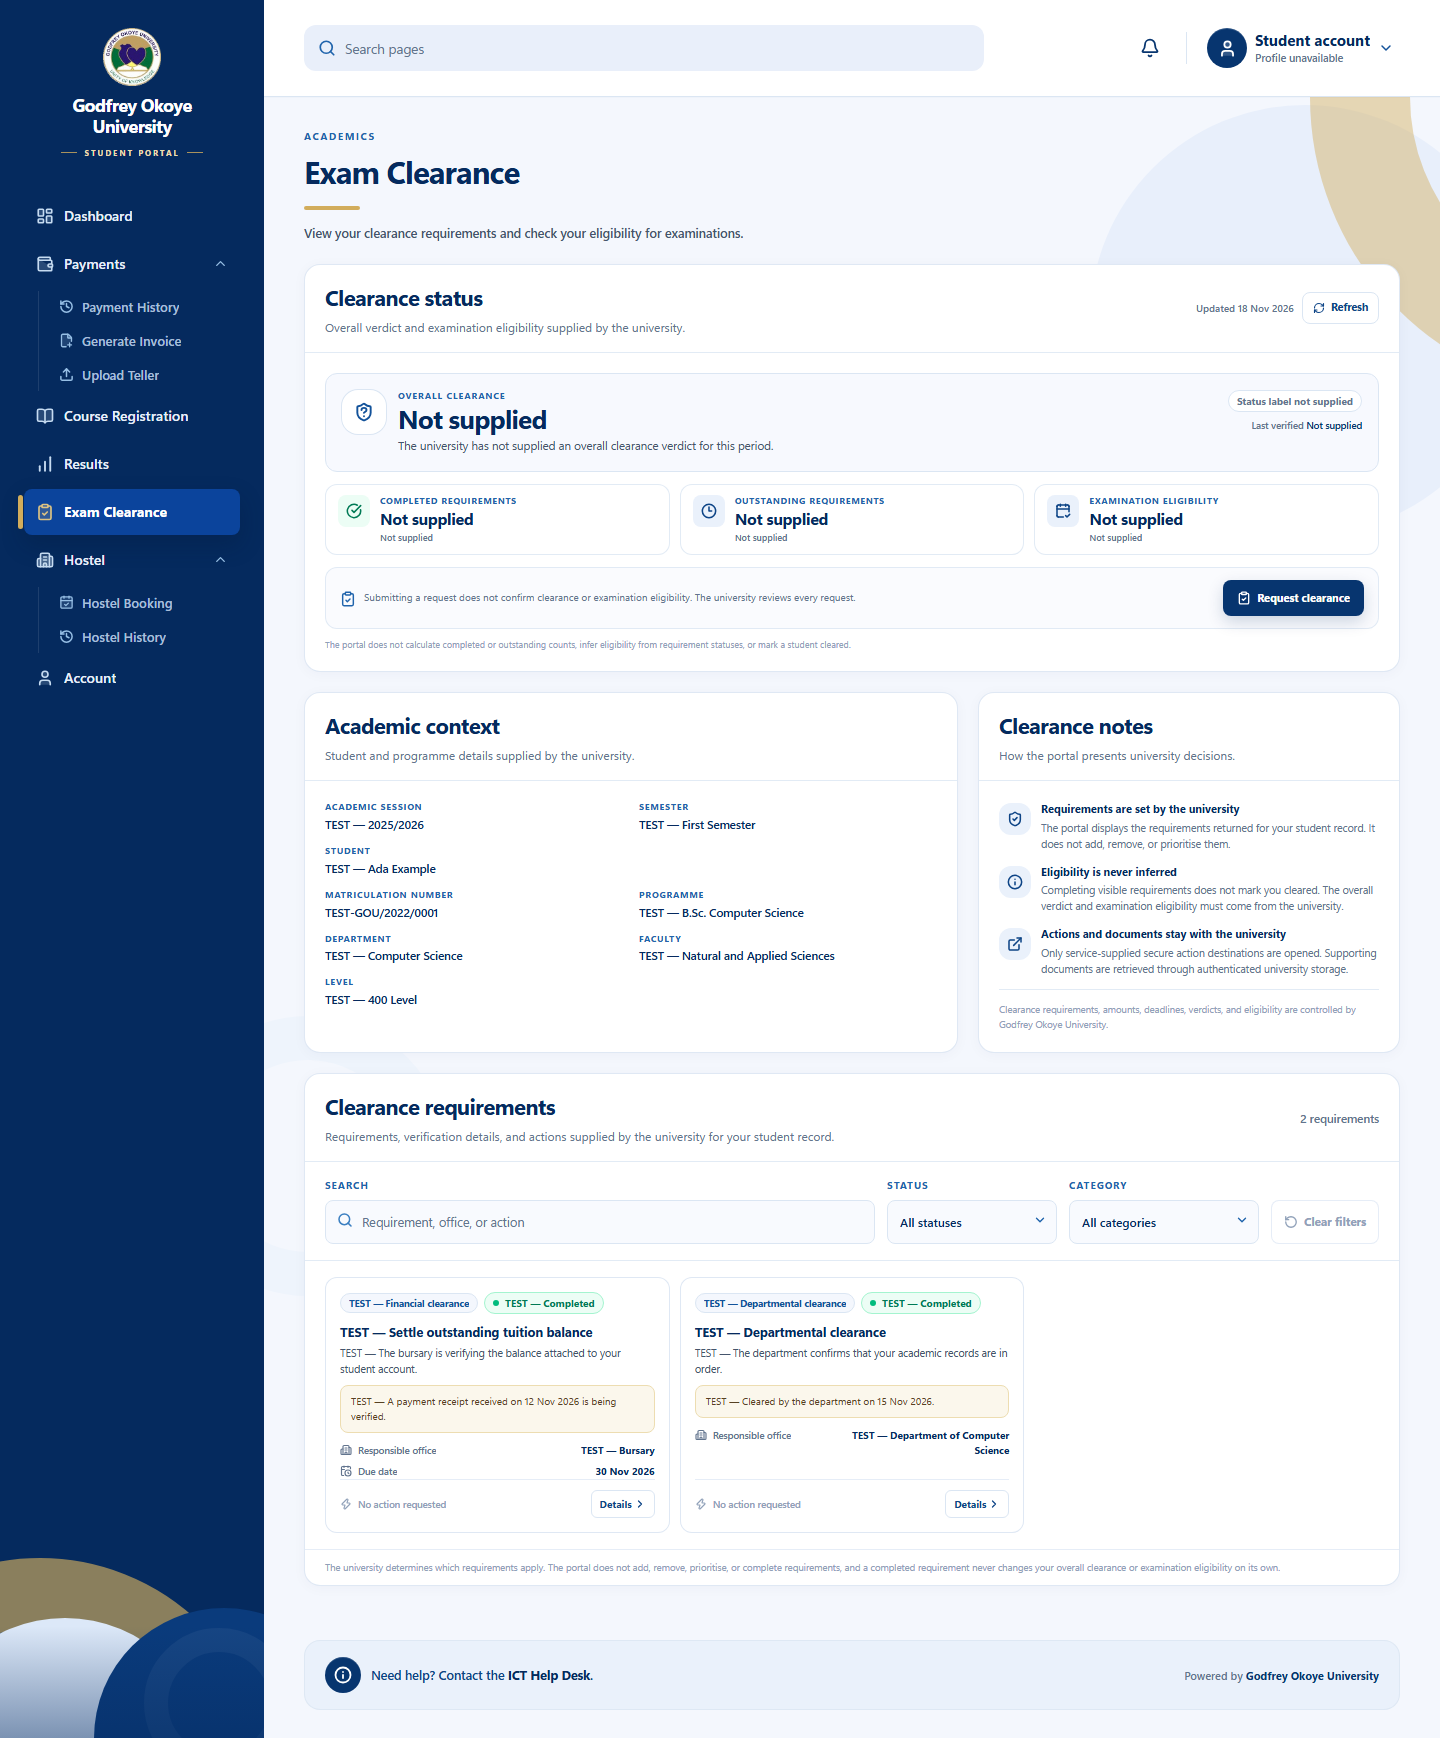 Godfrey Okoye
University
STUDENT PORTAL
Dashboard
Payments
Payment History
Generate Invoice
Upload Teller
Course Registration
Results
Exam Clearance
Hostel
Hostel Booking
Hostel History
Account
Search pages
Student account
Profile unavailable
ACADEMICS
Exam Clearance
View your clearance requirements and check your eligibility for examinations.
Clearance status
Overall verdict and examination eligibility supplied by the university.
Updated 18 Nov 2026
Refresh
OVERALL CLEARANCE
Not supplied
The university has not supplied an overall clearance verdict for this period.
Status label not supplied
Last verified Not supplied
COMPLETED REQUIREMENTS
Not supplied
Not supplied
OUTSTANDING REQUIREMENTS
Not supplied
Not supplied
EXAMINATION ELIGIBILITY
Not supplied
Not supplied
Submitting a request does not confirm clearance or examination eligibility. The university reviews every request.
Request clearance
The portal does not calculate completed or outstanding counts, infer eligibility from requirement statuses, or mark a student cleared.
Academic context
Student and programme details supplied by the university.
ACADEMIC SESSION
TEST — 2025/2026
SEMESTER
TEST — First Semester
STUDENT
TEST — Ada Example
MATRICULATION NUMBER
TEST-GOU/2022/0001
PROGRAMME
TEST — B.Sc. Computer Science
DEPARTMENT
TEST — Computer Science
FACULTY
TEST — Natural and Applied Sciences
LEVEL
TEST — 400 Level
Clearance notes
How the portal presents university decisions.
Requirements are set by the university
The portal displays the requirements returned for your student record. It
does not add, remove, or prioritise them.
Eligibility is never inferred
Completing visible requirements does not mark you cleared. The overall
verdict and examination eligibility must come from the university.
Actions and documents stay with the university
Only service-supplied secure action destinations are opened. Supporting
documents are retrieved through authenticated university storage.
Clearance requirements, amounts, deadlines, verdicts, and eligibility are controlled by
Godfrey Okoye University.
Clearance requirements
Requirements, verification details, and actions supplied by the university for your student record.
2 requirements
SEARCH
Requirement, office, or action
STATUS
All statuses
CATEGORY
All categories
Clear filters
TEST — Financial clearance
TEST — Completed
TEST — Settle outstanding tuition balance
TEST — The bursary is verifying the balance attached to your
student account.
TEST — A payment receipt received on 12 Nov 2026 is being
verified.
Responsible office
TEST — Bursary
Due date
30 Nov 2026
No action requested
Details
TEST — Departmental clearance
TEST — Completed
TEST — Departmental clearance
TEST — The department confirms that your academic records are in
order.
TEST — Cleared by the department on 15 Nov 2026.
Responsible office
TEST — Department of Computer
Science
No action requested
Details
The university determines which requirements apply. The portal does not add, remove, prioritise, or complete requirements, and a completed requirement never changes your overall clearance or examination eligibility on its own.
Need help? Contact the ICT Help Desk.
Powered by Godfrey Okoye University